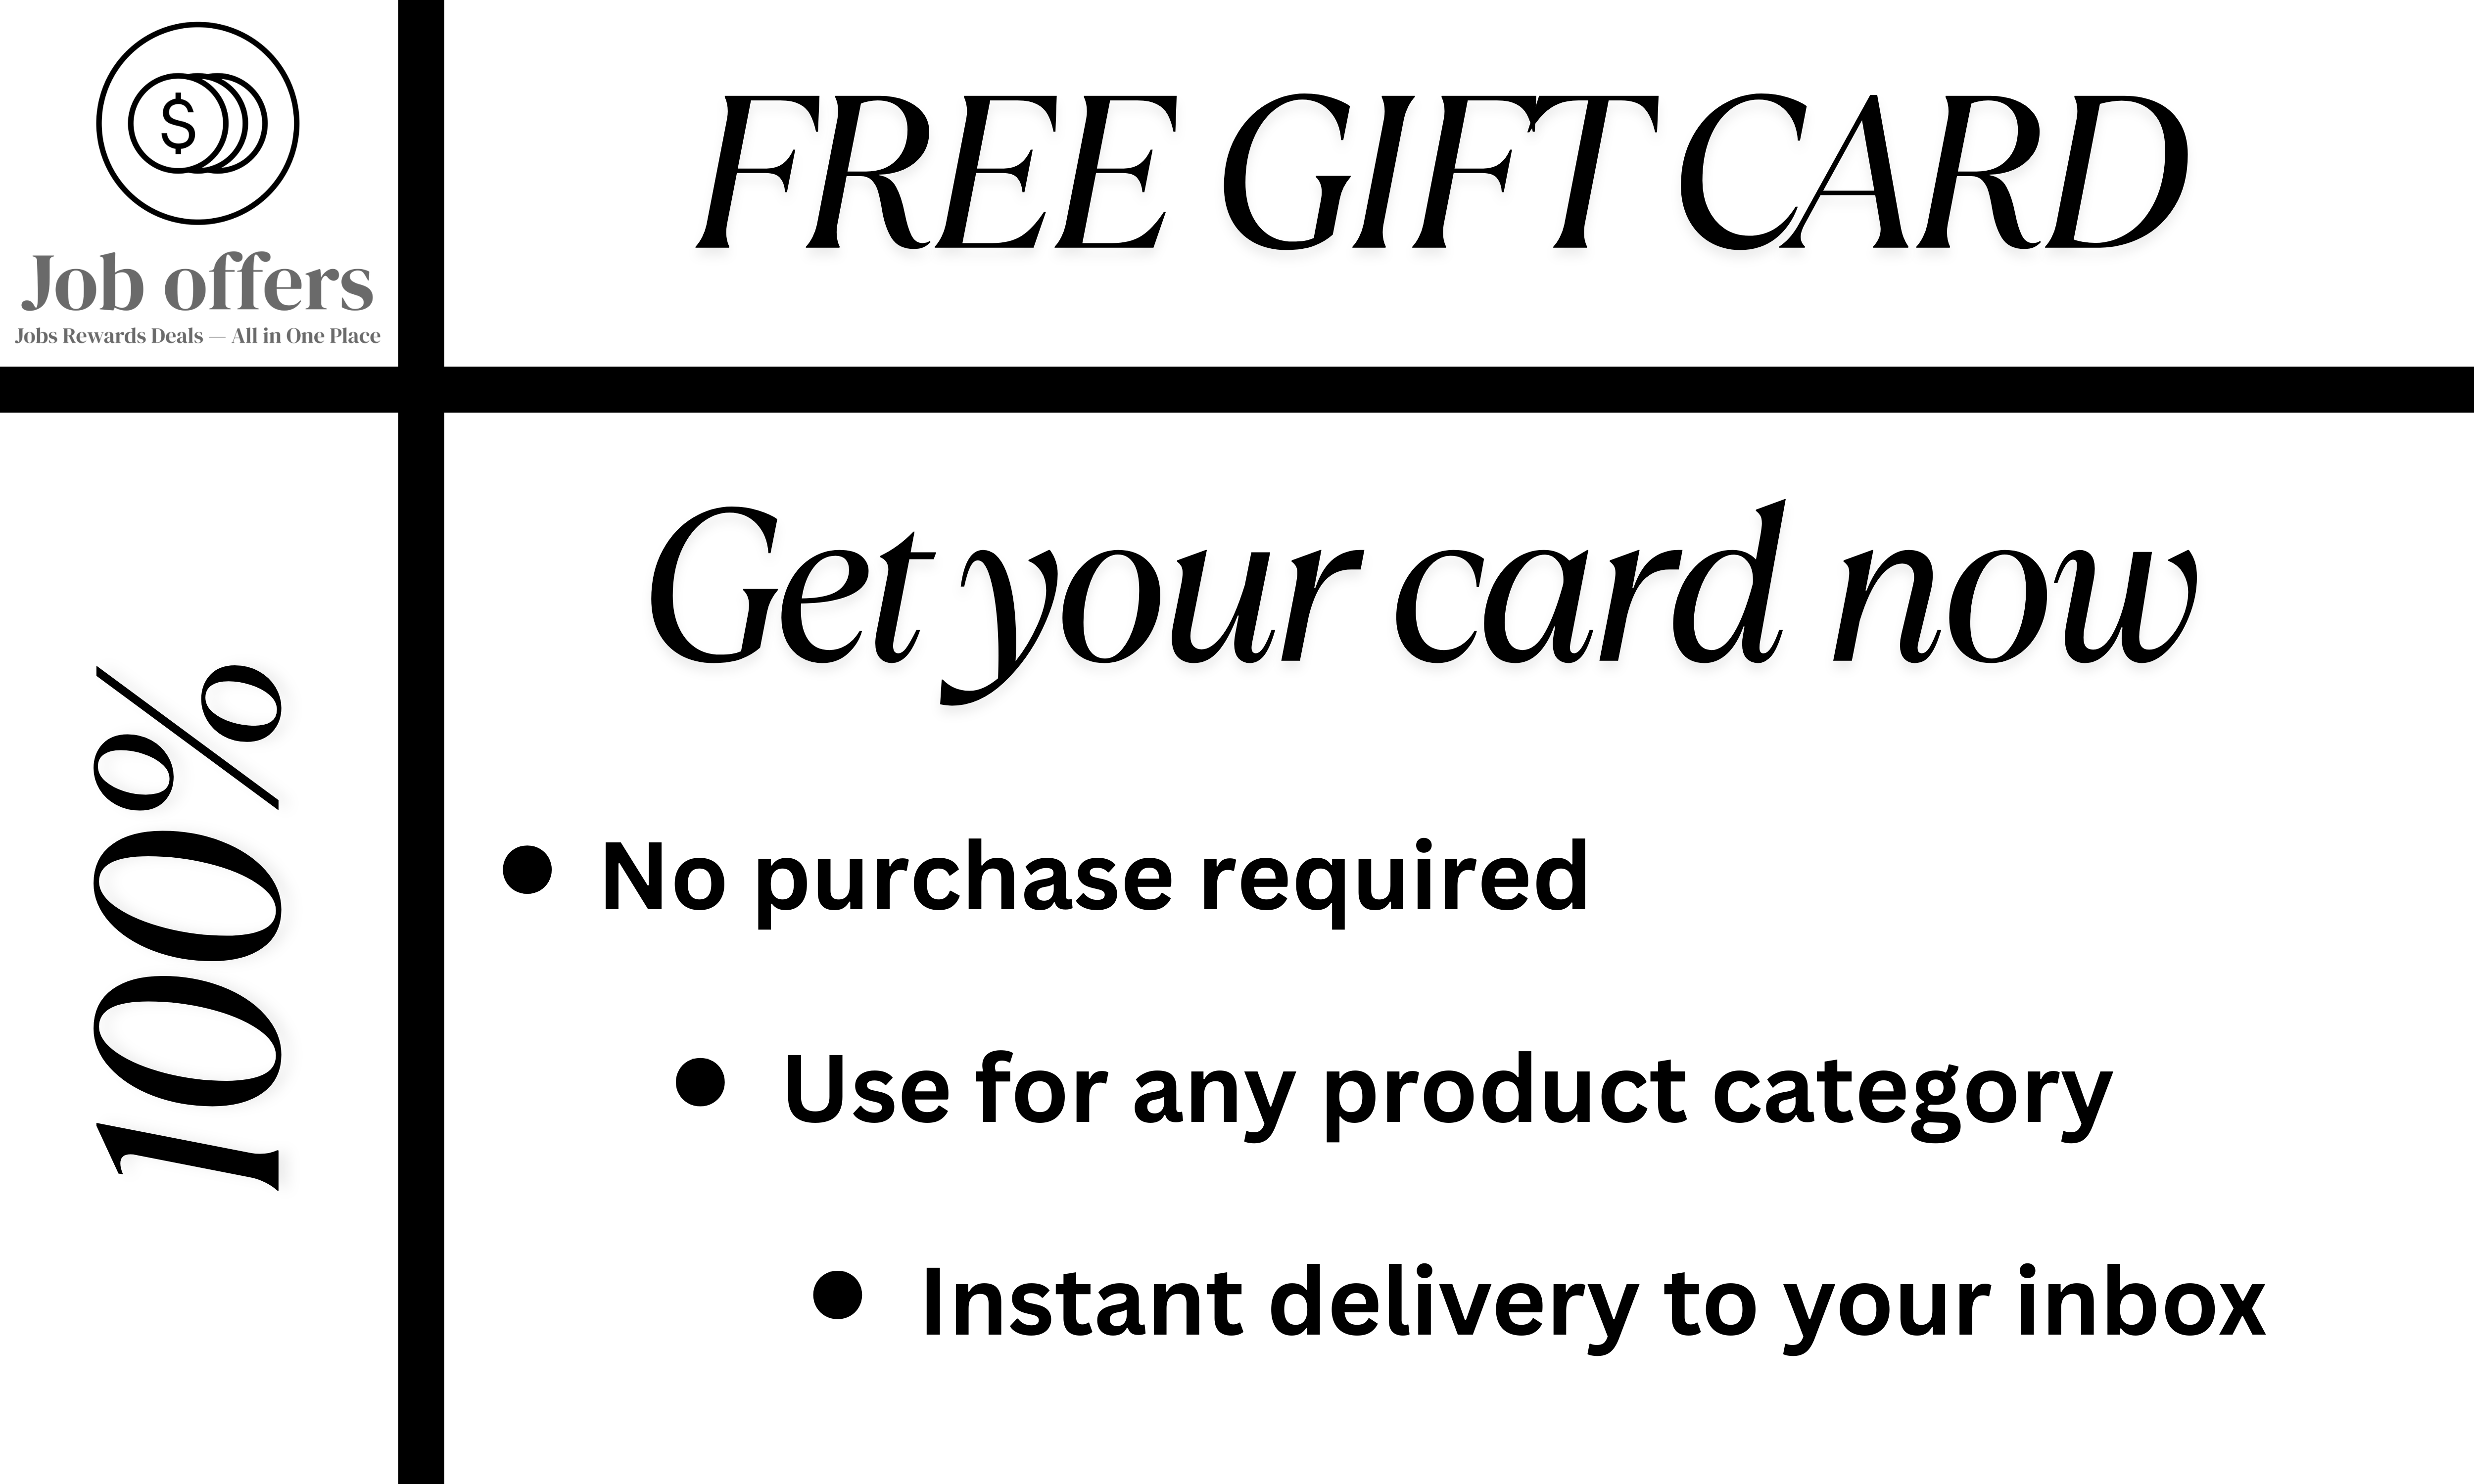 $
Job offers
Jobs Rewards Deals — All in One Place
FREE GIFT CARD
100%
Get your card now
• No purchase required
• Use for any product category
• Instant delivery to your inbox